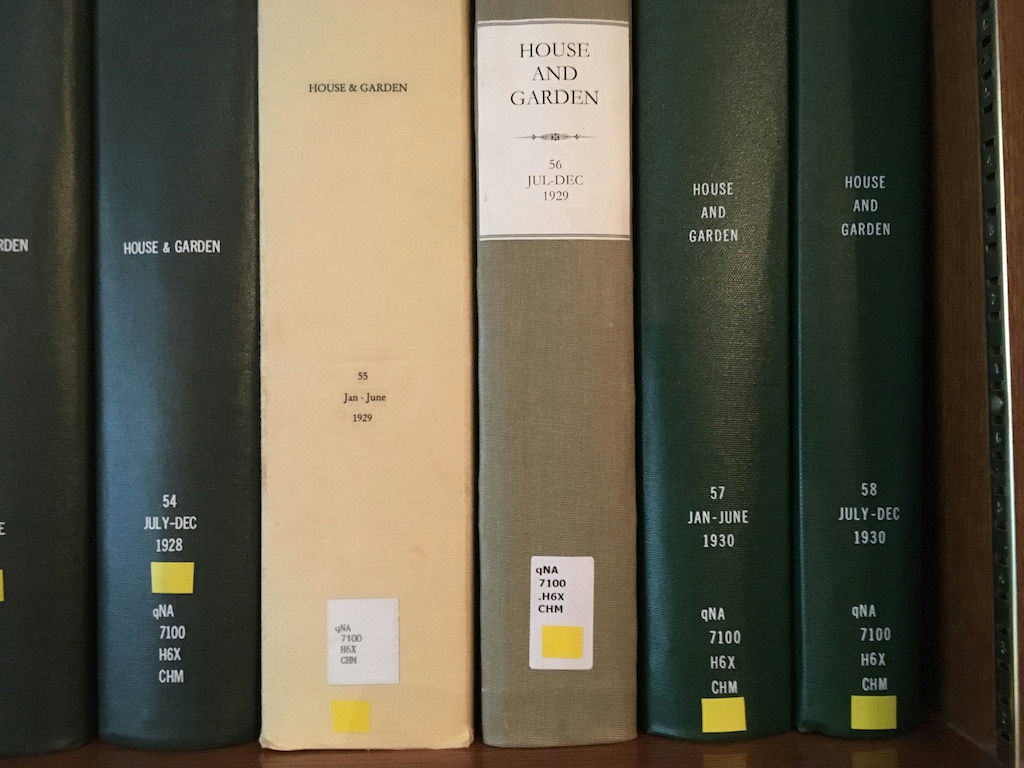 HOUSE & GARDEN
54
JULY-DEC
1928
qNA
7100
H6X
CHM
HOUSE & GARDEN
55
Jan - June
1929
qNA
7100
H6X
CHM
HOUSE
AND
GARDEN
56
JUL-DEC
1929
qNA
7100
.H6X
CHM
HOUSE
AND
GARDEN
57
JAN-JUNE
1930
qNA
7100
H6X
CHM
HOUSE
AND
GARDEN
58
JULY-DEC
1930
qNA
7100
H6X
CHM